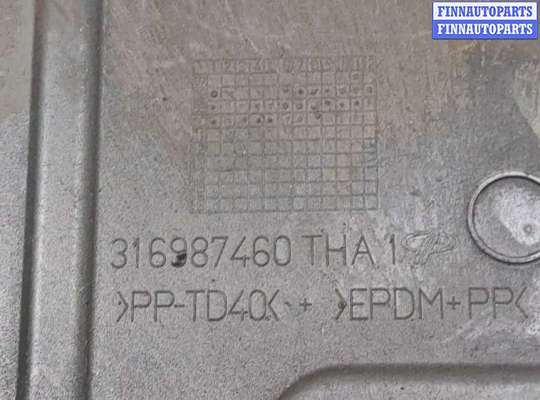 FINNAUTOPARTS
FINNAUTOPARTS
316987460 THA 1
>PP-TD40< + >EPDM+PP<